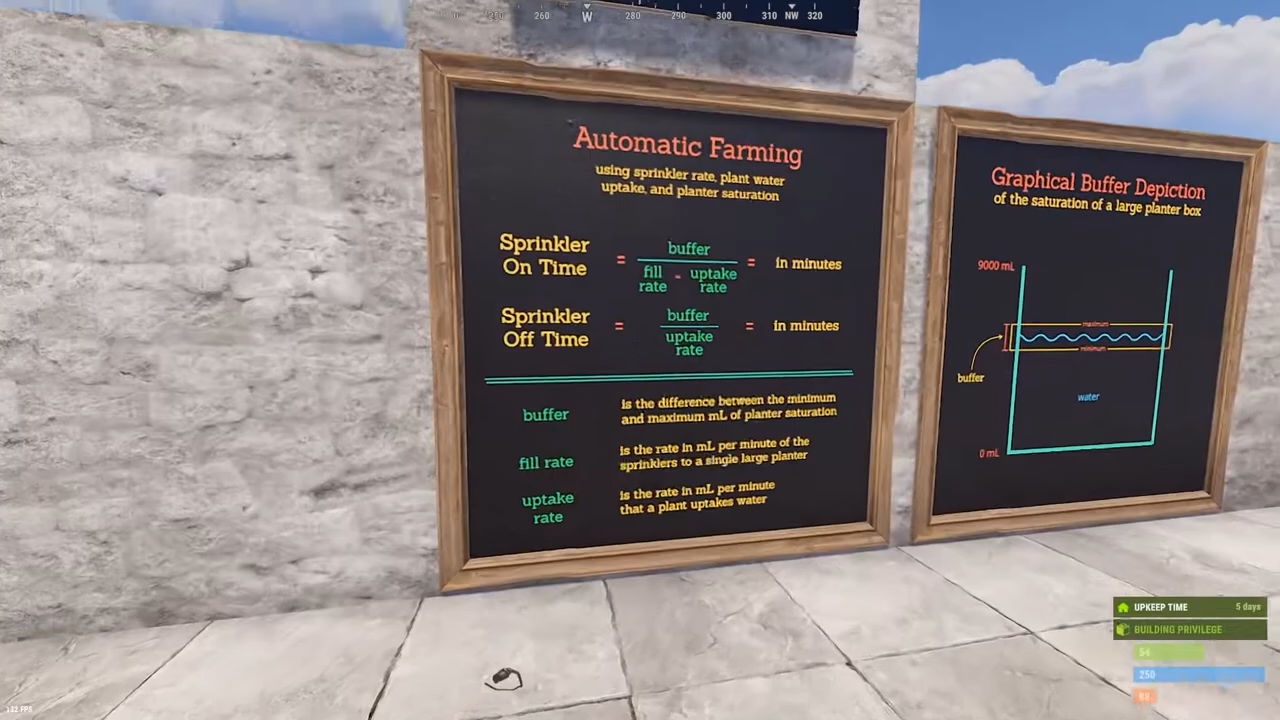 260
W
280
290
300
310
NW
320
Automatic Farming
using sprinkler rate, plant water
uptake, and planter saturation
Sprinkler
On Time
=
buffer
fill
rate
-
uptake
rate
=
in minutes
Sprinkler
Off Time
=
buffer
uptake
rate
=
in minutes
buffer
is the difference between the minimum
and maximum mL of planter saturation
fill rate
is the rate in mL per minute of the
sprinklers to a single large planter
uptake
rate
is the rate in mL per minute
that a plant uptakes water
Graphical Buffer Depiction
of the saturation of a large planter box
9000 mL
maximum
minimum
buffer
water
0 mL
UPKEEP TIME 5 days
BUILDING PRIVILEGE
54
250